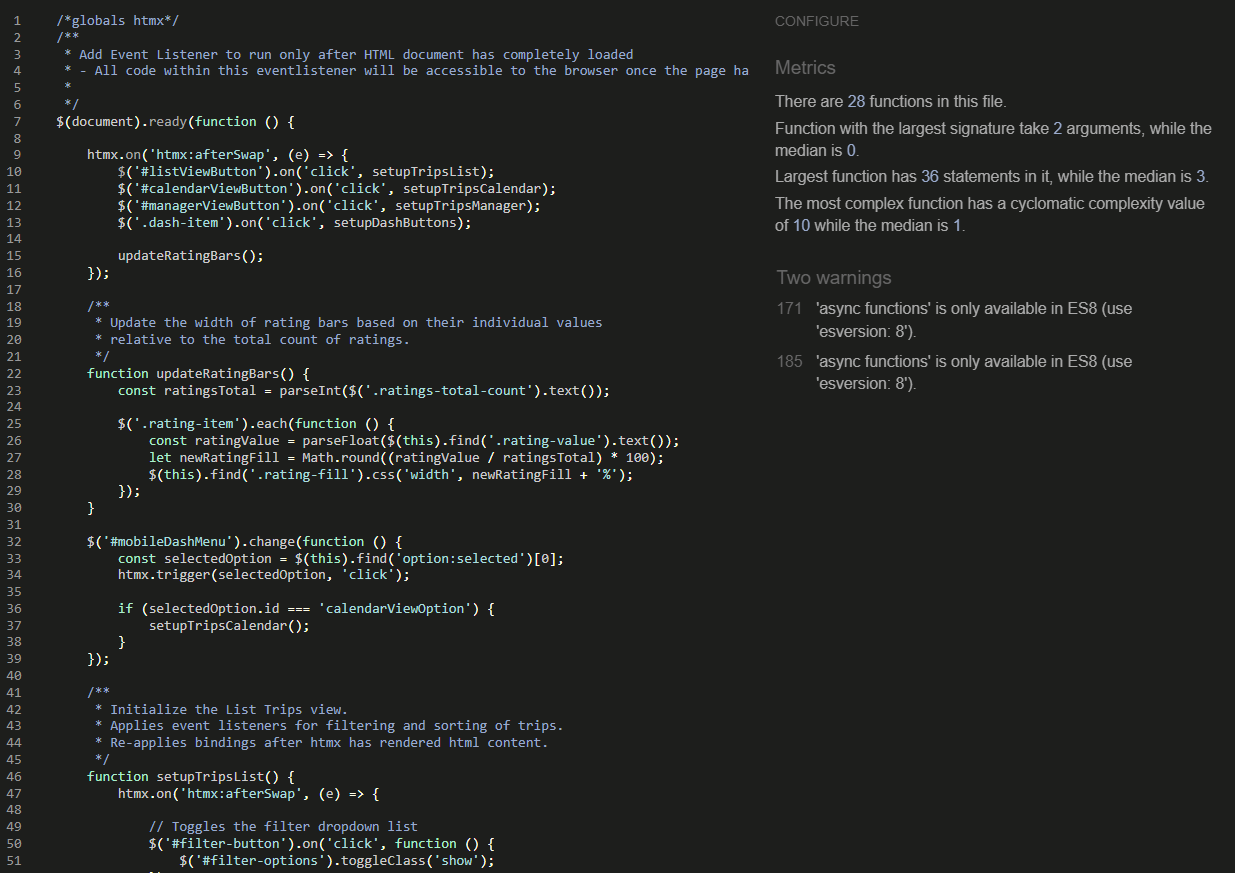 1 /*globals htmx*/
2 /**
3  * Add Event Listener to run only after HTML document has completely loaded
4  * - All code within this eventlistener will be accessible to the browser once the page ha
5  *
6  */
7 $(document).ready(function () {
8
9     htmx.on('htmx:afterSwap', (e) => {
10         $('#listViewButton').on('click', setupTripsList);
11         $('#calendarViewButton').on('click', setupTripsCalendar);
12         $('#managerViewButton').on('click', setupTripsManager);
13         $('.dash-item').on('click', setupDashButtons);
14
15         updateRatingBars();
16     });
17
18     /**
19      * Update the width of rating bars based on their individual values
20      * relative to the total count of ratings.
21      */
22     function updateRatingBars() {
23         const ratingsTotal = parseInt($('.ratings-total-count').text());
24
25         $('.rating-item').each(function () {
26             const ratingValue = parseFloat($(this).find('.rating-value').text());
27             let newRatingFill = Math.round((ratingValue / ratingsTotal) * 100);
28             $(this).find('.rating-fill').css('width', newRatingFill + '%');
29         });
30     }
31
32     $('#mobileDashMenu').change(function () {
33         const selectedOption = $(this).find('option:selected')[0];
34         htmx.trigger(selectedOption, 'click');
35
36         if (selectedOption.id === 'calendarViewOption') {
37             setupTripsCalendar();
38         }
39     });
40
41     /**
42      * Initialize the List Trips view.
43      * Applies event listeners for filtering and sorting of trips.
44      * Re-applies bindings after htmx has rendered html content.
45      */
46     function setupTripsList() {
47         htmx.on('htmx:afterSwap', (e) => {
48
49             // Toggles the filter dropdown list
50             $('#filter-button').on('click', function () {
51                 $('#filter-options').toggleClass('show');
CONFIGURE
Metrics
There are 28 functions in this file.
Function with the largest signature take 2 arguments, while the
median is 0.
Largest function has 36 statements in it, while the median is 3.
The most complex function has a cyclomatic complexity value
of 10 while the median is 1.
Two warnings
171 'async functions' is only available in ES8 (use
'esversion: 8').
185 'async functions' is only available in ES8 (use
'esversion: 8').